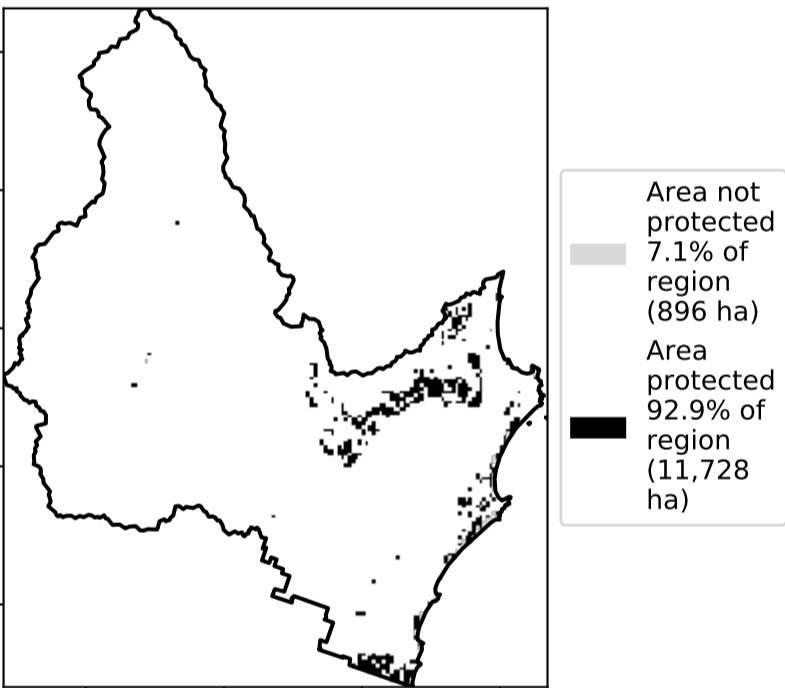 Area not
protected
7.1% of
region
(896 ha)
Area
protected
92.9% of
region
(11,728
ha)